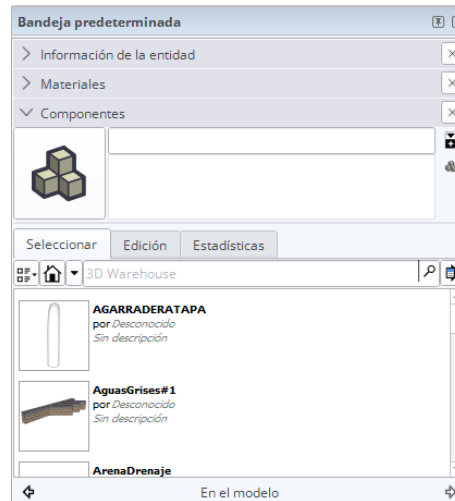 Bandeja predeterminada
Información de la entidad
Materiales
Componentes
Seleccionar Edición Estadísticas
3D Warehouse
AGARRADERATAPA
por Desconocido
Sin descripción
AguasGrises#1
por Desconocido
Sin descripción
ArenaDrenaje
En el modelo